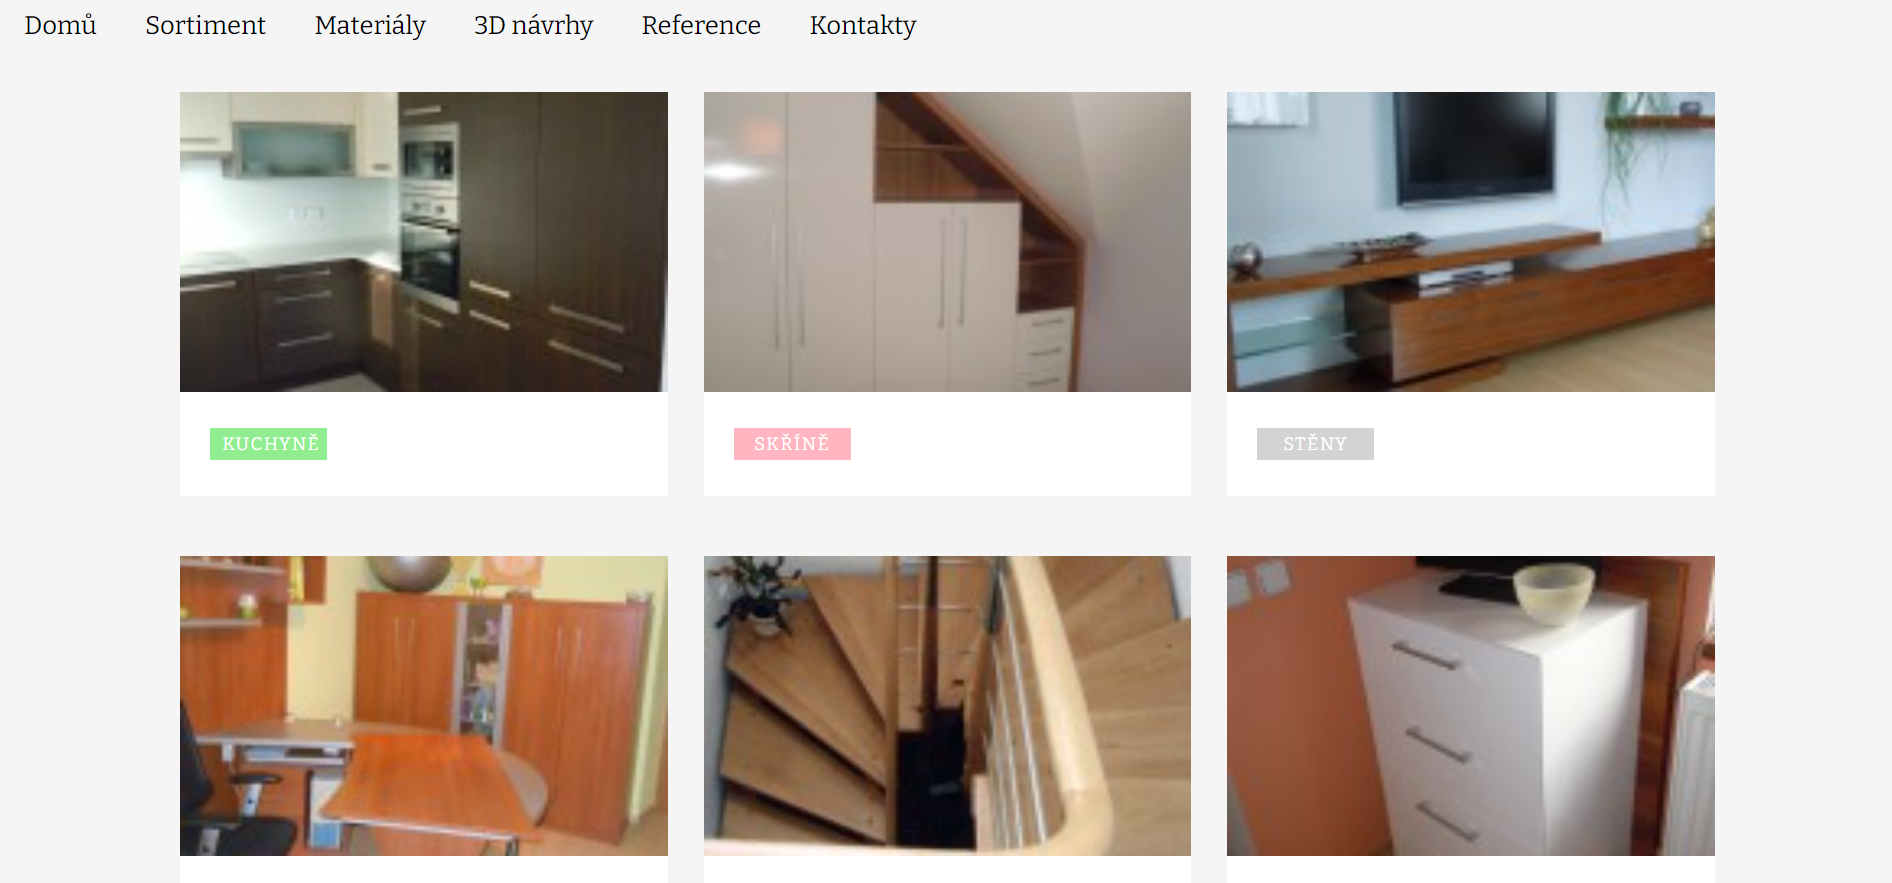 Domů Sortiment Materiály 3D návrhy Reference Kontakty
KUCHYNĚ
SKŘÍNĚ
STĚNY